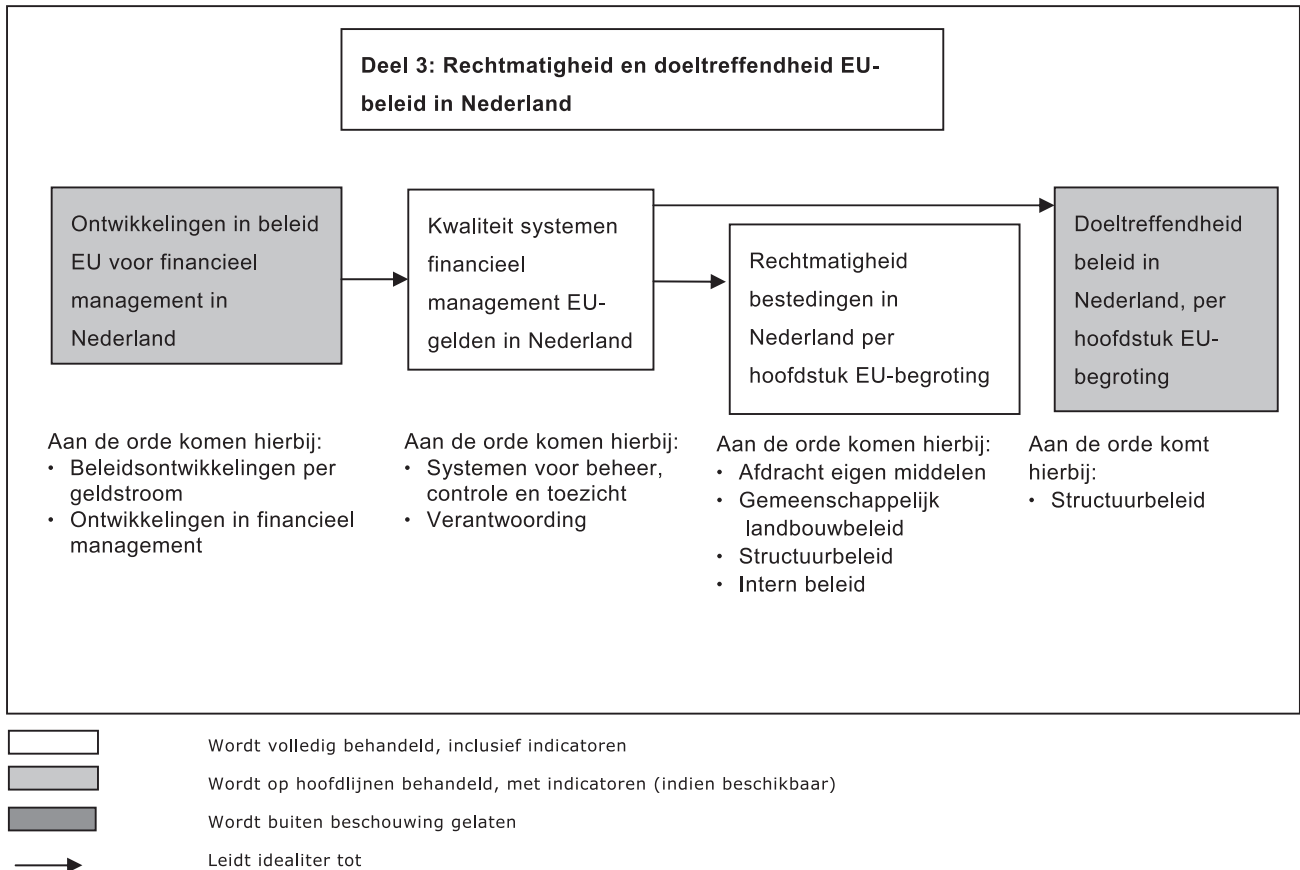 Deel 3: Rechtmatigheid en doeltreffendheid EU-
beleid in Nederland
Ontwikkelingen in beleid
EU voor financieel
management in
Nederland
Kwaliteit systemen
financieel
management EU-
gelden in Nederland
Rechtmatigheid
bestedingen in
Nederland per
hoofdstuk EU-begroting
Doeltreffendheid
beleid in
Nederland, per
hoofdstuk EU-
begroting
Aan de orde komen hierbij:
• Beleidsontwikkelingen per
geldstroom
• Ontwikkelingen in financieel
management
Aan de orde komen hierbij:
• Systemen voor beheer,
controle en toezicht
• Verantwoording
Aan de orde komen hierbij:
• Afdracht eigen middelen
• Gemeenschappelijk
landbouwbeleid
• Structuurbeleid
• Intern beleid
Aan de orde komt
hierbij:
• Structuurbeleid
Wordt volledig behandeld, inclusief indicatoren
Wordt op hoofdlijnen behandeld, met indicatoren (indien beschikbaar)
Wordt buiten beschouwing gelaten
Leidt idealiter tot